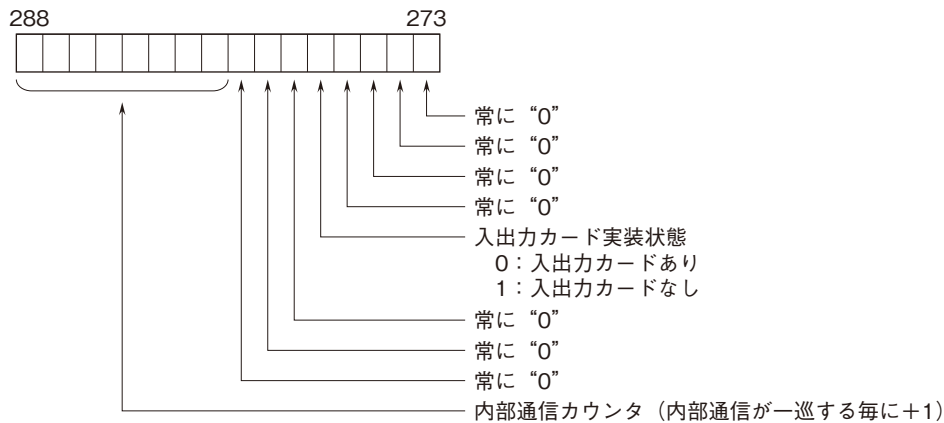 288 273
常に “0”
常に “0”
常に “0”
常に “0”
入出力カード実装状態
0：入出力カードあり
1：入出力カードなし
常に “0”
常に “0”
常に “0”
内部通信カウンタ（内部通信が一巡する毎に＋1）